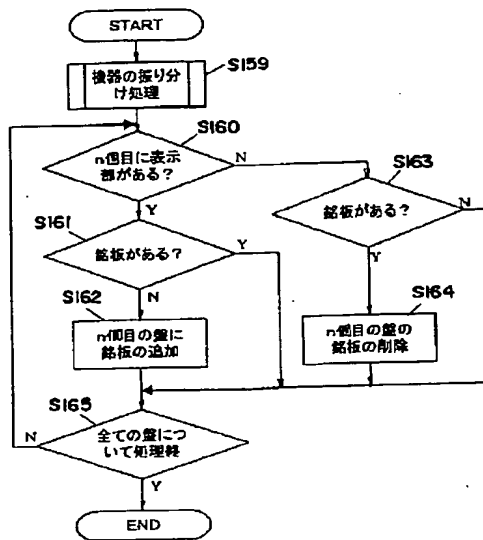 START
機器の振り分
け処理
S159
S160
n個目に表示
部がある?
N
S163
Y
S161
銘板がある?
N
銘板がある?
Y
Y
S162
N
S164
n個目の盤に
銘板の追加
n個目の盤の
銘板の削除
S165
N
全ての盤につ
いて処理終
Y
END